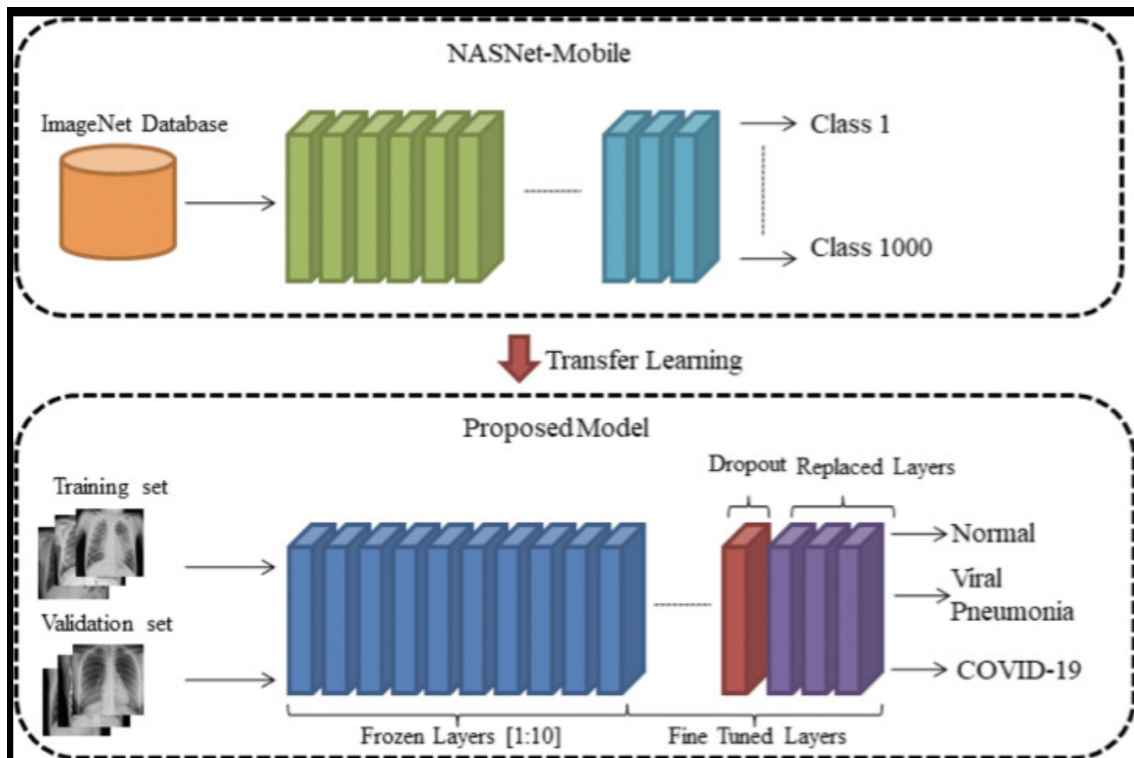 NASNet-Mobile
ImageNet Database
Class 1
Class 1000
Transfer Learning
Proposed Model
Dropout
Replaced Layers
Training set
Normal
Viral
Pneumonia
Validation set
COVID-19
Frozen Layers [1:10]
Fine Tuned Layers